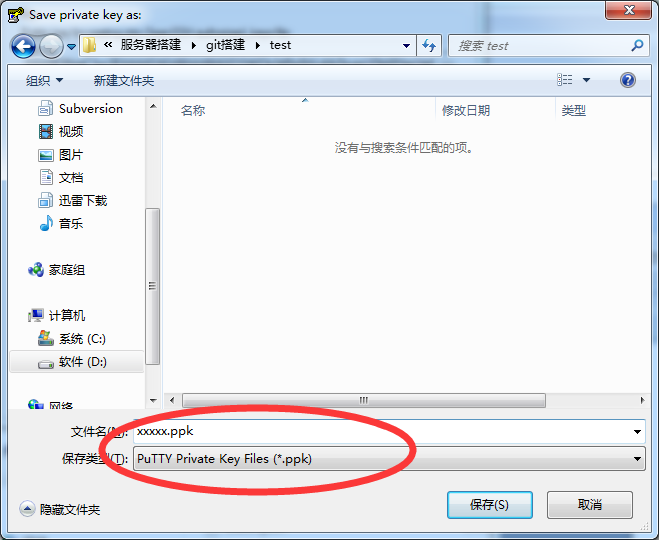 Save private key as:
« 服务器搭建 git搭建 test
搜索 test
组织 新建文件夹
名称 修改日期 类型
没有与搜索条件匹配的项。
Subversion
视频
图片
文档
迅雷下载
音乐
家庭组
计算机
系统 (C:)
软件 (D:)
网络
文件名(N): xxxxx.ppk
保存类型(T): PuTTY Private Key Files (*.ppk)
隐藏文件夹 保存(S) 取消